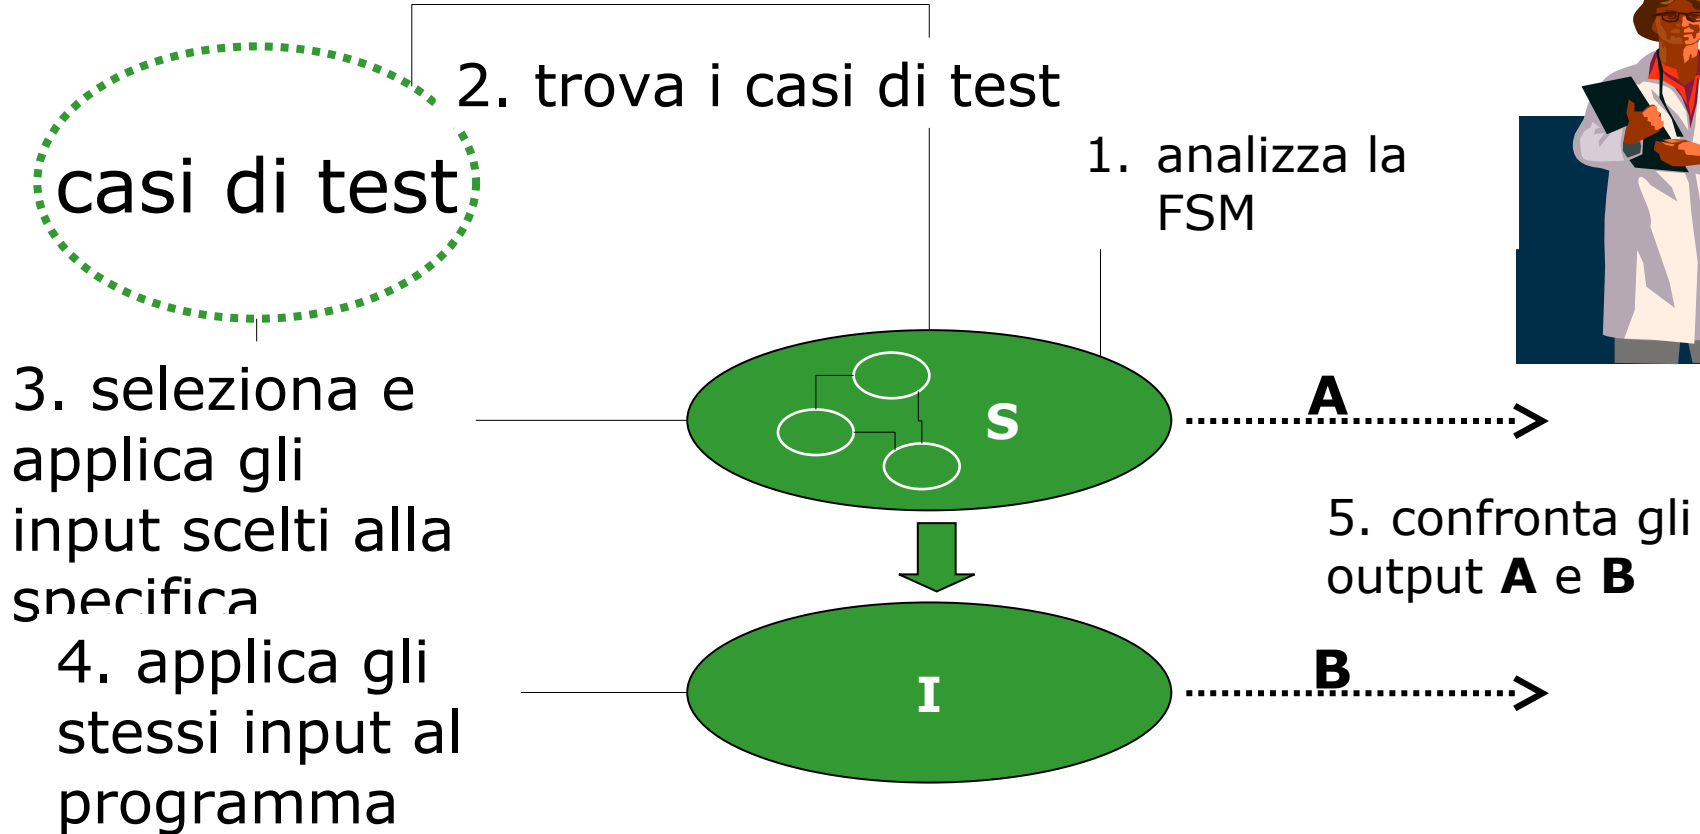 2. trova i casi di test
casi di test
1. analizza la
FSM
3. seleziona e
applica gli
input scelti alla
specifica
S
A
5. confronta gli
output A e B
4. applica gli
stessi input al
programma
I
B